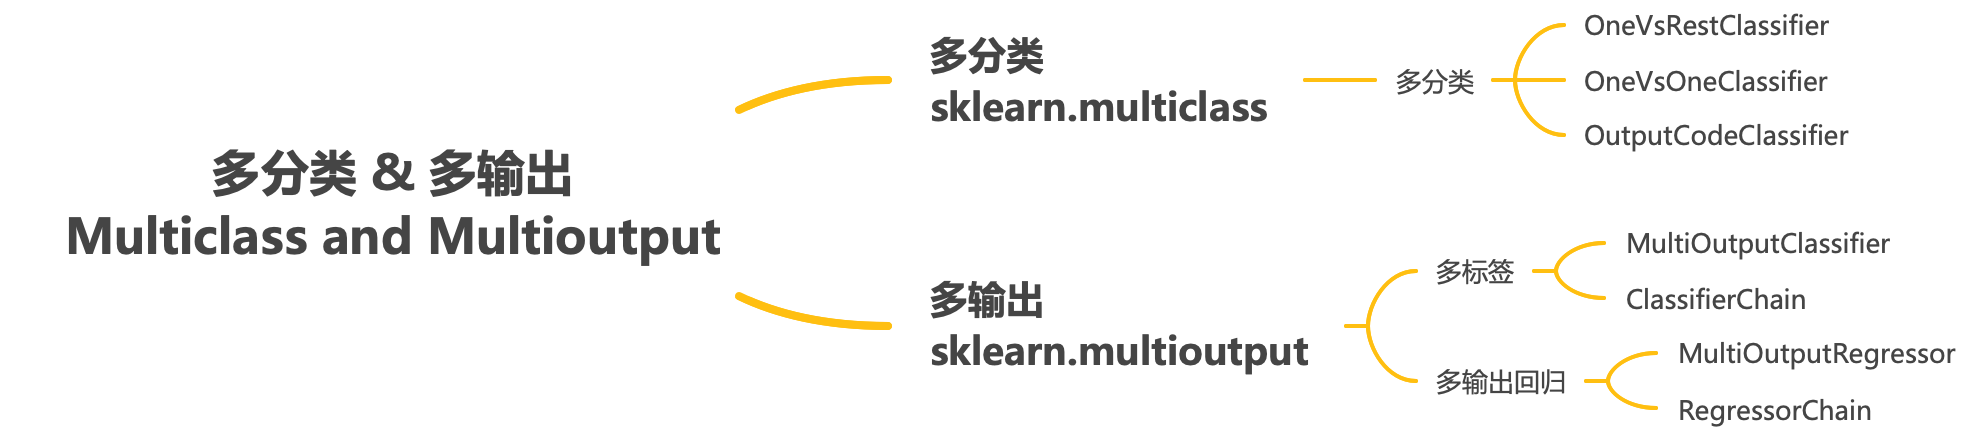 多分类 & 多输出
Multiclass and Multioutput
多分类
sklearn.multiclass
多分类
OneVsRestClassifier
OneVsOneClassifier
OutputCodeClassifier
多输出
sklearn.multioutput
多标签
MultiOutputClassifier
ClassifierChain
多输出回归
MultiOutputRegressor
RegressorChain